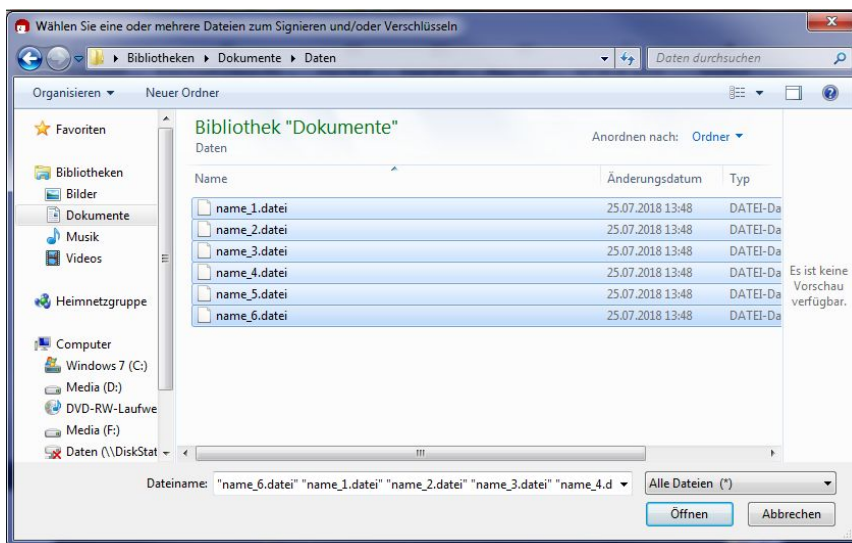 Wählen Sie eine oder mehrere Dateien zum Signieren und/oder Verschlüsseln
Bibliotheken Dokumente Daten
Daten durchsuchen
Organisieren Neuer Ordner
Favoriten
Bibliotheken
Bilder
Dokumente
Musik
Videos
Heimnetzgruppe
Computer
Windows 7 (C:)
Media (D:)
DVD-RW-Laufwe
Media (F:)
Daten (\\DiskStat
Bibliothek "Dokumente"
Daten
Anordnen nach: Ordner
Name Änderungsdatum Typ
name_1.datei 25.07.2018 13:48 DATEI-Da
name_2.datei 25.07.2018 13:48 DATEI-Da
name_3.datei 25.07.2018 13:48 DATEI-Da
name_4.datei 25.07.2018 13:48 DATEI-Da
name_5.datei 25.07.2018 13:48 DATEI-Da
name_6.datei 25.07.2018 13:48 DATEI-Da
Es ist keine
Vorschau
verfügbar.
Dateiname: "name_6.datei" "name_1.datei" "name_2.datei" "name_3.datei" "name_4.d
Alle Dateien (*)
Öffnen Abbrechen